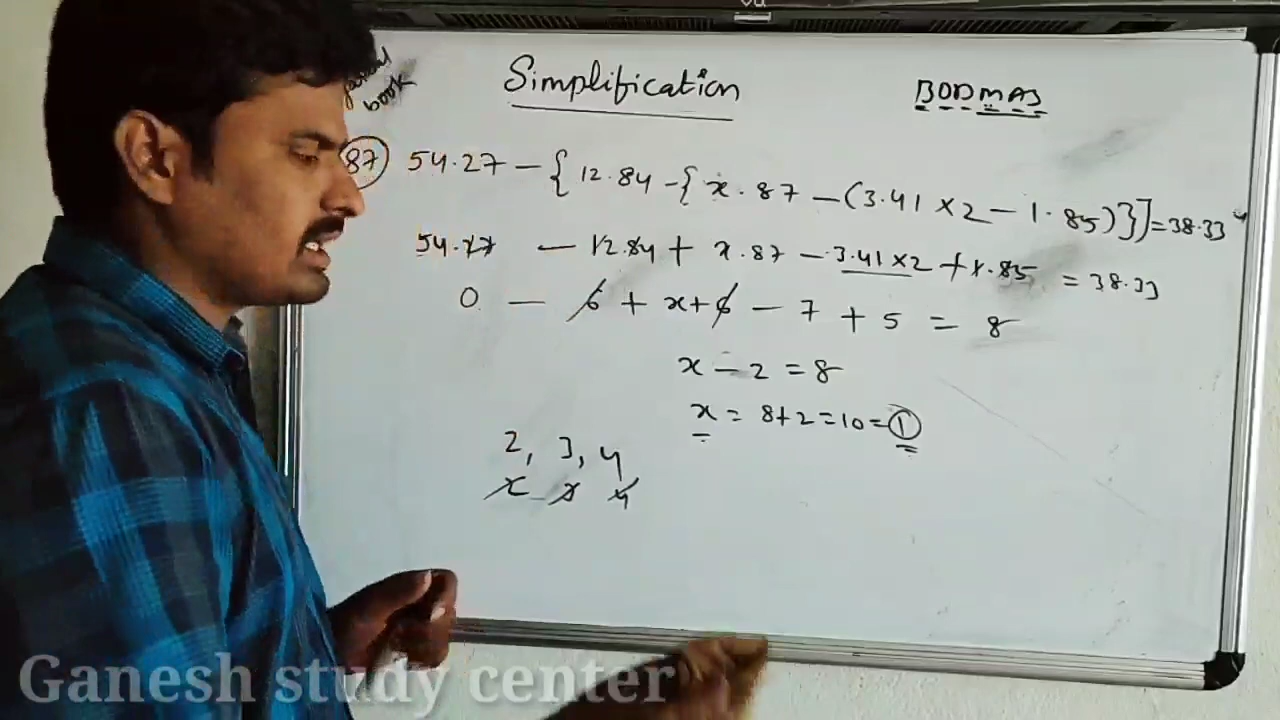 Simplification
BODMAS
book
87 54.27 - { 12.84 - { x.87 - (3.41 × 2 - 1.85)}] = 38.33
54.27 - 12.84 + x.87 - 3.41 × 2 + 1.85 = 38.33
0 - 6 + x + 6 - 7 + 5 = 8
x - 2 = 8
x = 8 + 2 = 10 = 1
2, 3, 4
Ganesh study center